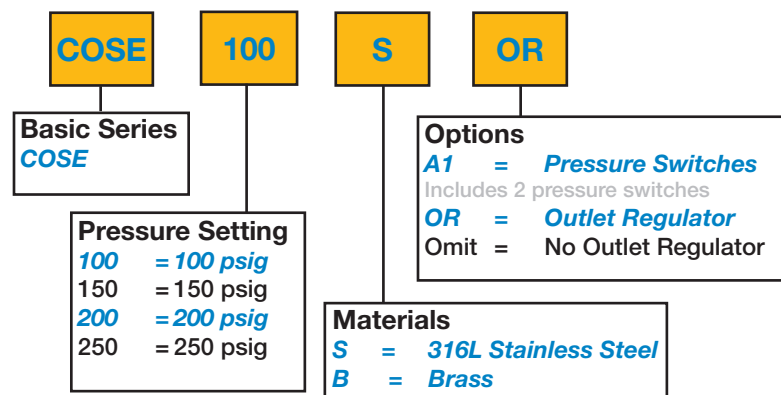 COSE 100 S OR
Basic Series
COSE
Pressure Setting
100 = 100 psig
150 = 150 psig
200 = 200 psig
250 = 250 psig
Materials
S = 316L Stainless Steel
B = Brass
Options
A1 = Pressure Switches
Includes 2 pressure switches
OR = Outlet Regulator
Omit = No Outlet Regulator